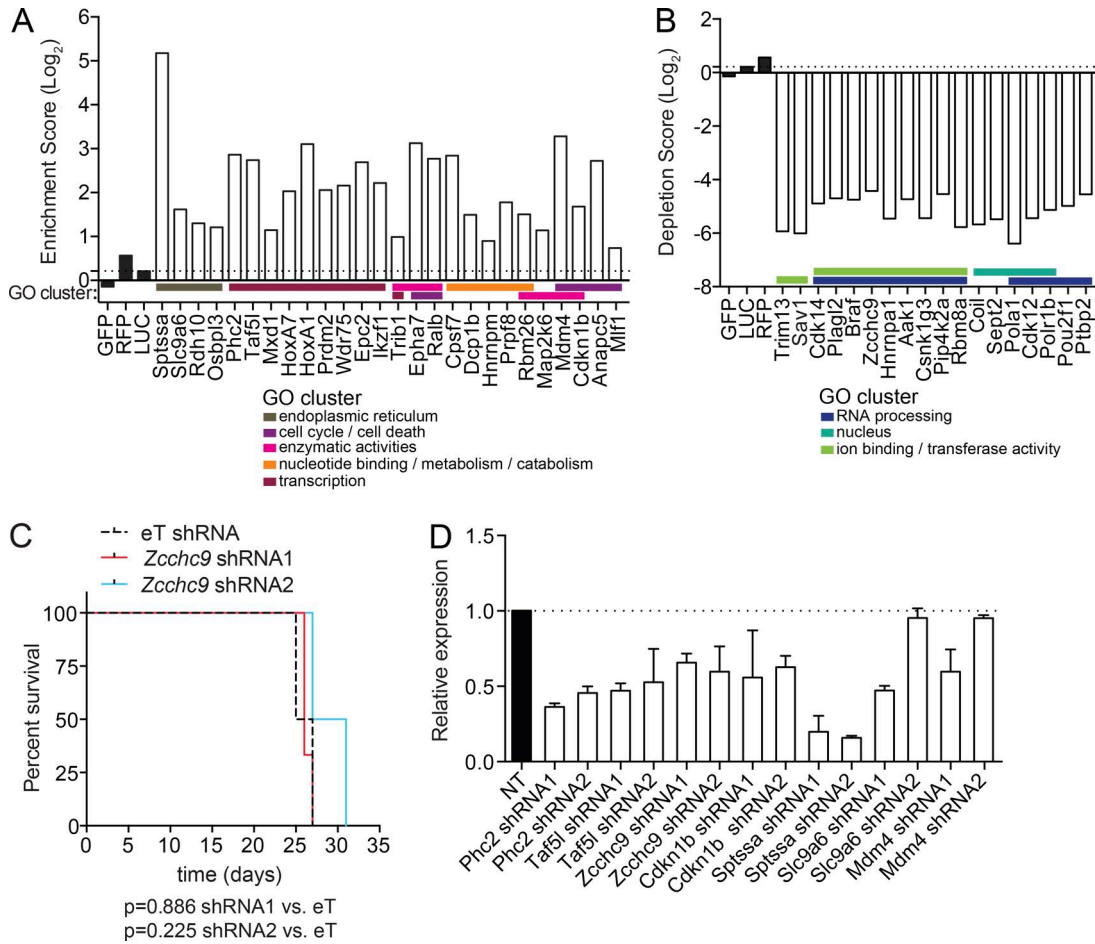 A
Enrichment Score (Log2)
6
5
4
3
2
1
0
GO cluster:
GFP
RFP
LUC
Sptssa
Slc9a6
Rdh10
Osbpl3
Phc2
Taf5l
Mxd1
HoxA7
HoxA1
Prdm2
Wdr75
Epc2
Ikzf1
Trib1
Epha7
Ralb
Cpsf7
Dcp1b
Hnrnpm
Prpf8
Rbm26
Map2k6
Mdm4
Cdkn1b
Anapc5
Mlf1
GO cluster
endoplasmic reticulum
cell cycle / cell death
enzymatic activities
nucleotide binding / metabolism / catabolism
transcription
B
Depletion Score (Log2)
2
0
-2
-4
-6
-8
GFP
LUC
RFP
Trim13
Sav1
Cdk14
Plagl2
Braf
Zcchc9
Hnrnpa1
Aak1
Csnk1g3
Pip4k2a
Rbm8a
Coil
Sept2
Pola1
Cdk12
Polr1b
Pou2f1
Ptbp2
GO cluster
RNA processing
nucleus
ion binding / transferase activity
C
eT shRNA
Zcchc9 shRNA1
Zcchc9 shRNA2
Percent survival
100
75
50
25
0
0 5 10 15 20 25 30 35
time (days)
p=0.886 shRNA1 vs. eT
p=0.225 shRNA2 vs. eT
D
Relative expression
1.5
1.0
0.5
0.0
NT
Phc2 shRNA1
Phc2 shRNA2
Taf5l shRNA1
Taf5l shRNA2
Zcchc9 shRNA1
Zcchc9 shRNA2
Cdkn1b shRNA1
Cdkn1b shRNA2
Sptssa shRNA1
Sptssa shRNA2
Slc9a6 shRNA1
Slc9a6 shRNA2
Mdm4 shRNA1
Mdm4 shRNA2